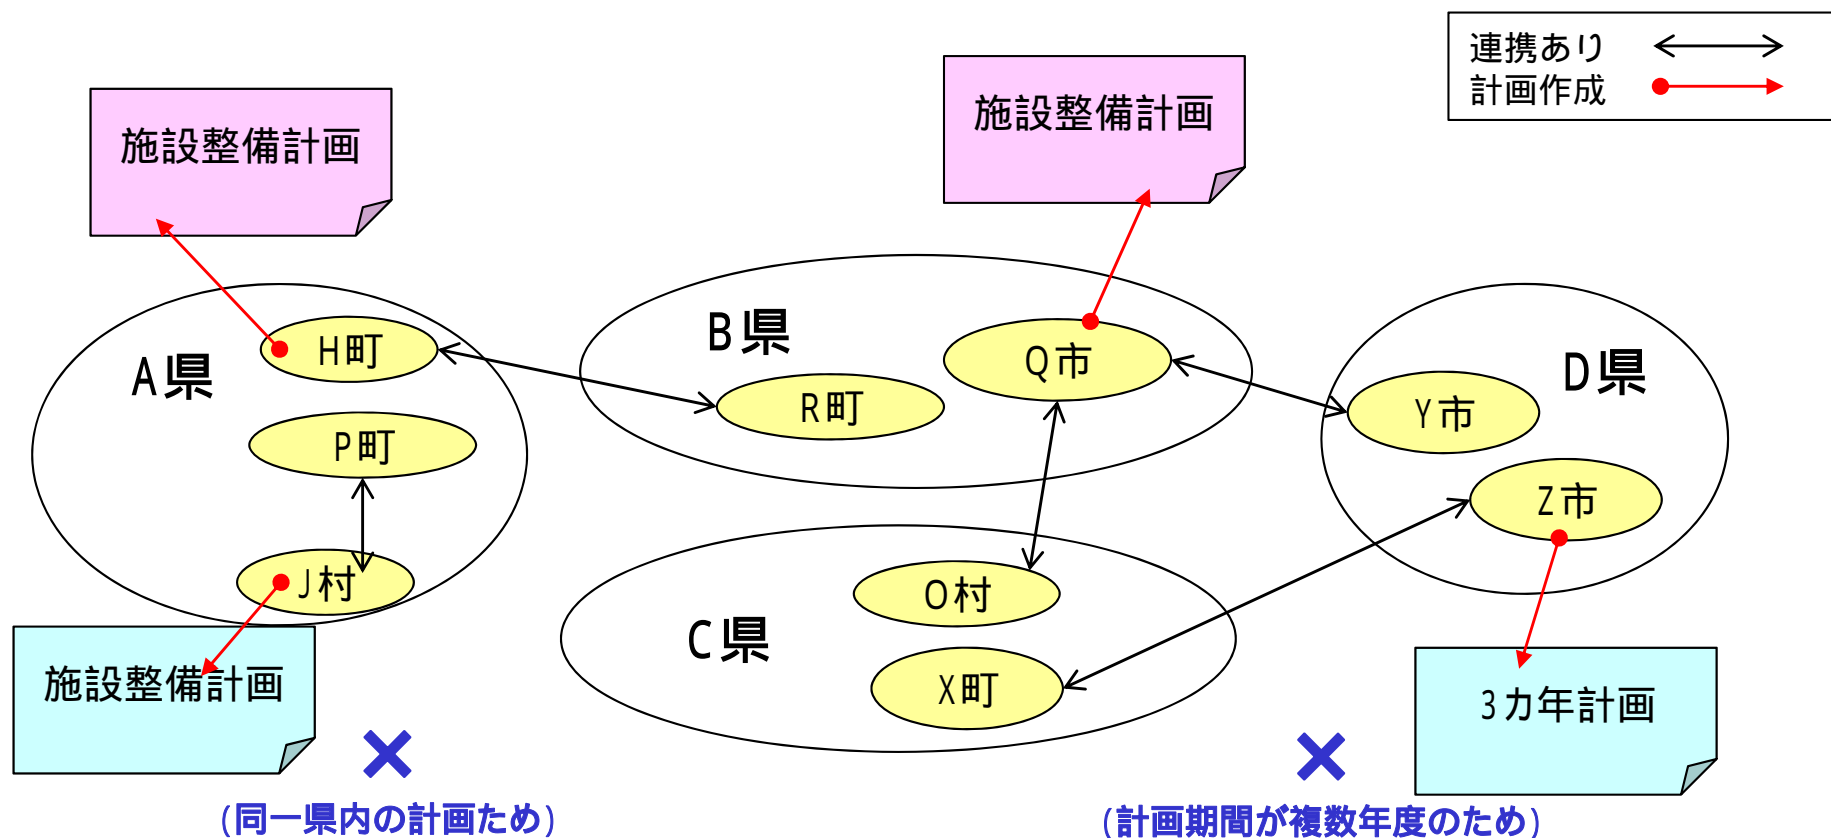 連携あり
計画作成
施設整備計画
施設整備計画
A県
H町
P町
J村
B県
R町
Q市
D県
Y市
Z市
C県
O村
X町
施設整備計画
3カ年計画
(同一県内の計画ため)
(計画期間が複数年度のため)